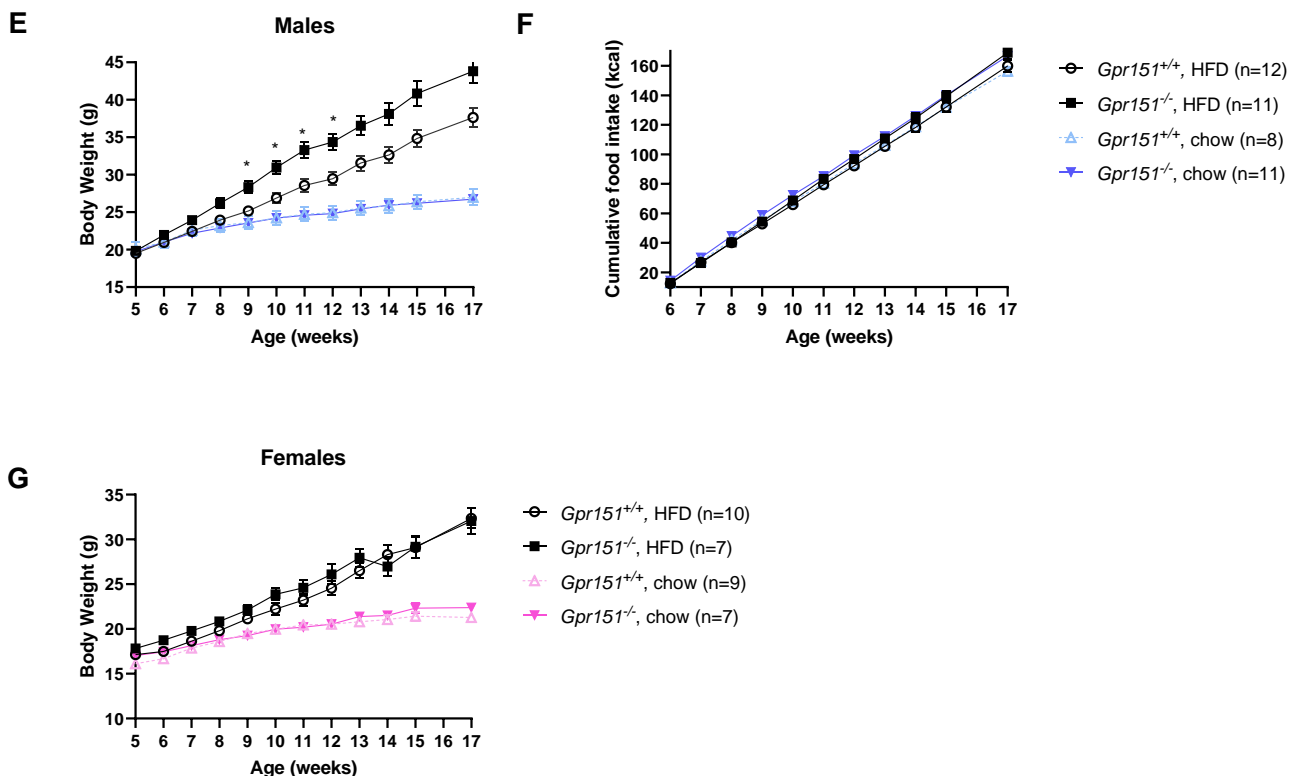 E
Males
Body Weight (g)
45
40
35
30
25
20
15
* * * *
5 6 7 8 9 10 11 12 13 14 15 16 17
Age (weeks)
F
Cumulative food intake (kcal)
160
140
120
100
80
60
40
20
6 7 8 9 10 11 12 13 14 15 16 17
Age (weeks)
Gpr151+/+, HFD (n=12)
Gpr151-/-, HFD (n=11)
Gpr151+/+, chow (n=8)
Gpr151-/-, chow (n=11)
G
Females
Body Weight (g)
35
30
25
20
15
10
5 6 7 8 9 10 11 12 13 14 15 16 17
Age (weeks)
Gpr151+/+, HFD (n=10)
Gpr151-/-, HFD (n=7)
Gpr151+/+, chow (n=9)
Gpr151-/-, chow (n=7)